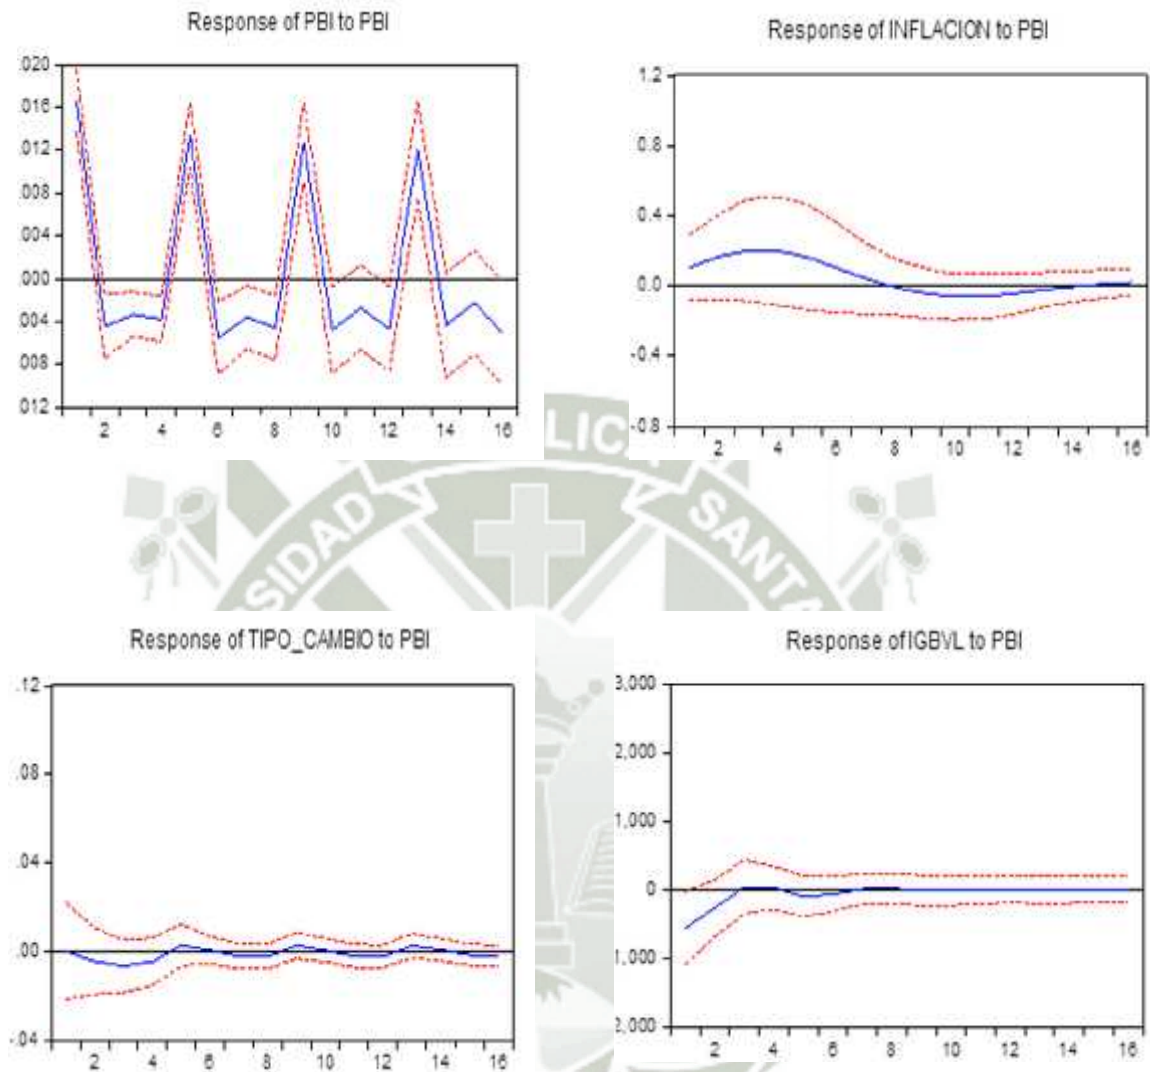 Response of PBI to PBI
.020
.016
.012
.008
.004
.000
.004
.008
.012
2 4 6 8 10 12 14 16
Response of INFLACION to PBI
1.2
0.8
0.4
0.0
-0.4
-0.8
2 4 6 8 10 12 14 16
LICA
SIDAD
SANTA
Response of TIPO_CAMBIO to PBI
.12
.08
.04
.00
-.04
2 4 6 8 10 12 14 16
Response of IGBVL to PBI
3,000
2,000
1,000
0
1,000
2,000
2 4 6 8 10 12 14 16